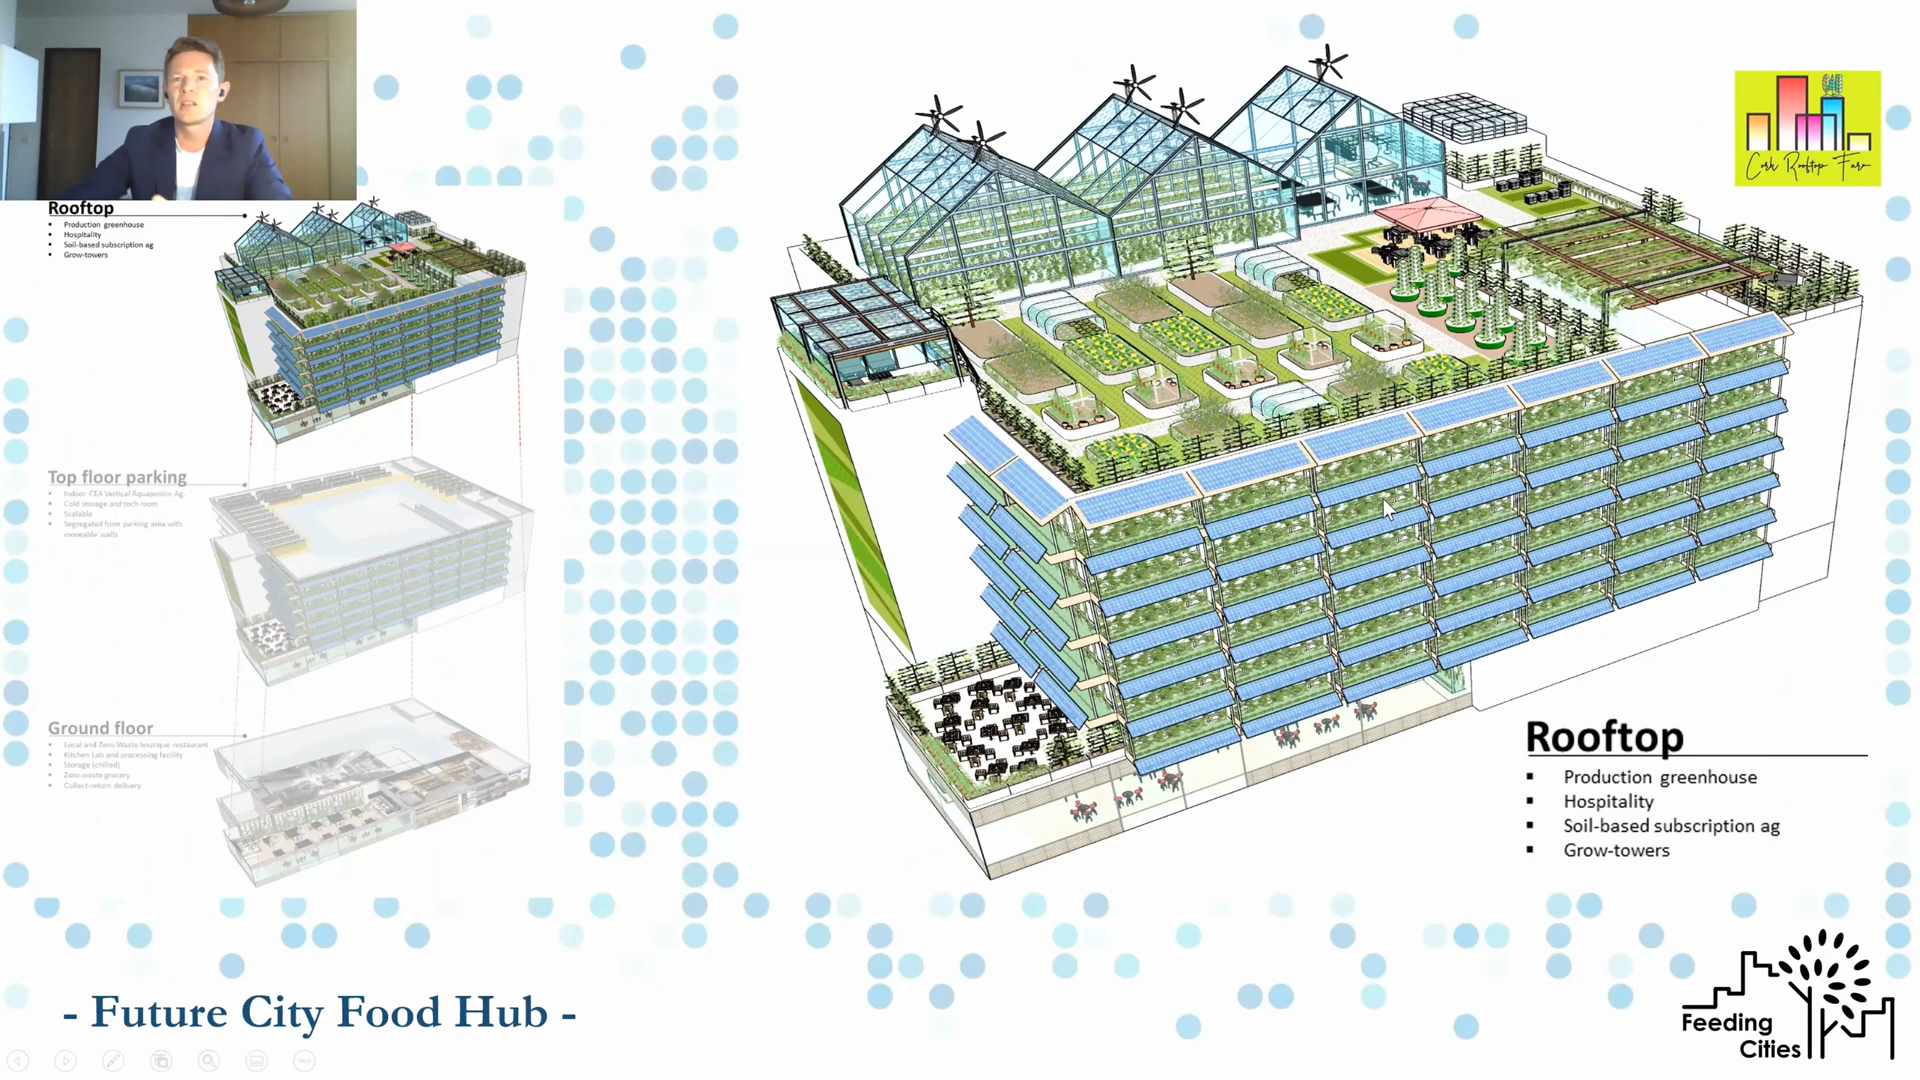 Rooftop
Production greenhouse
Hospitality
Soil-based subscription ag
Grow-towers
Top floor parking
Indoor CEA Vertical Aquaponics Ag.
Cold storage and tech room
Scalable
Segregated from parking area with
moveable walls
Ground floor
Local and Zero-Waste boutique restaurant
Kitchen Lab and processing facility
Storage (chilled)
Zero-waste grocery
Collect-return delivery
Cork Rooftop Farm
Rooftop
Production greenhouse
Hospitality
Soil-based subscription ag
Grow-towers
- Future City Food Hub -
Feeding
Cities